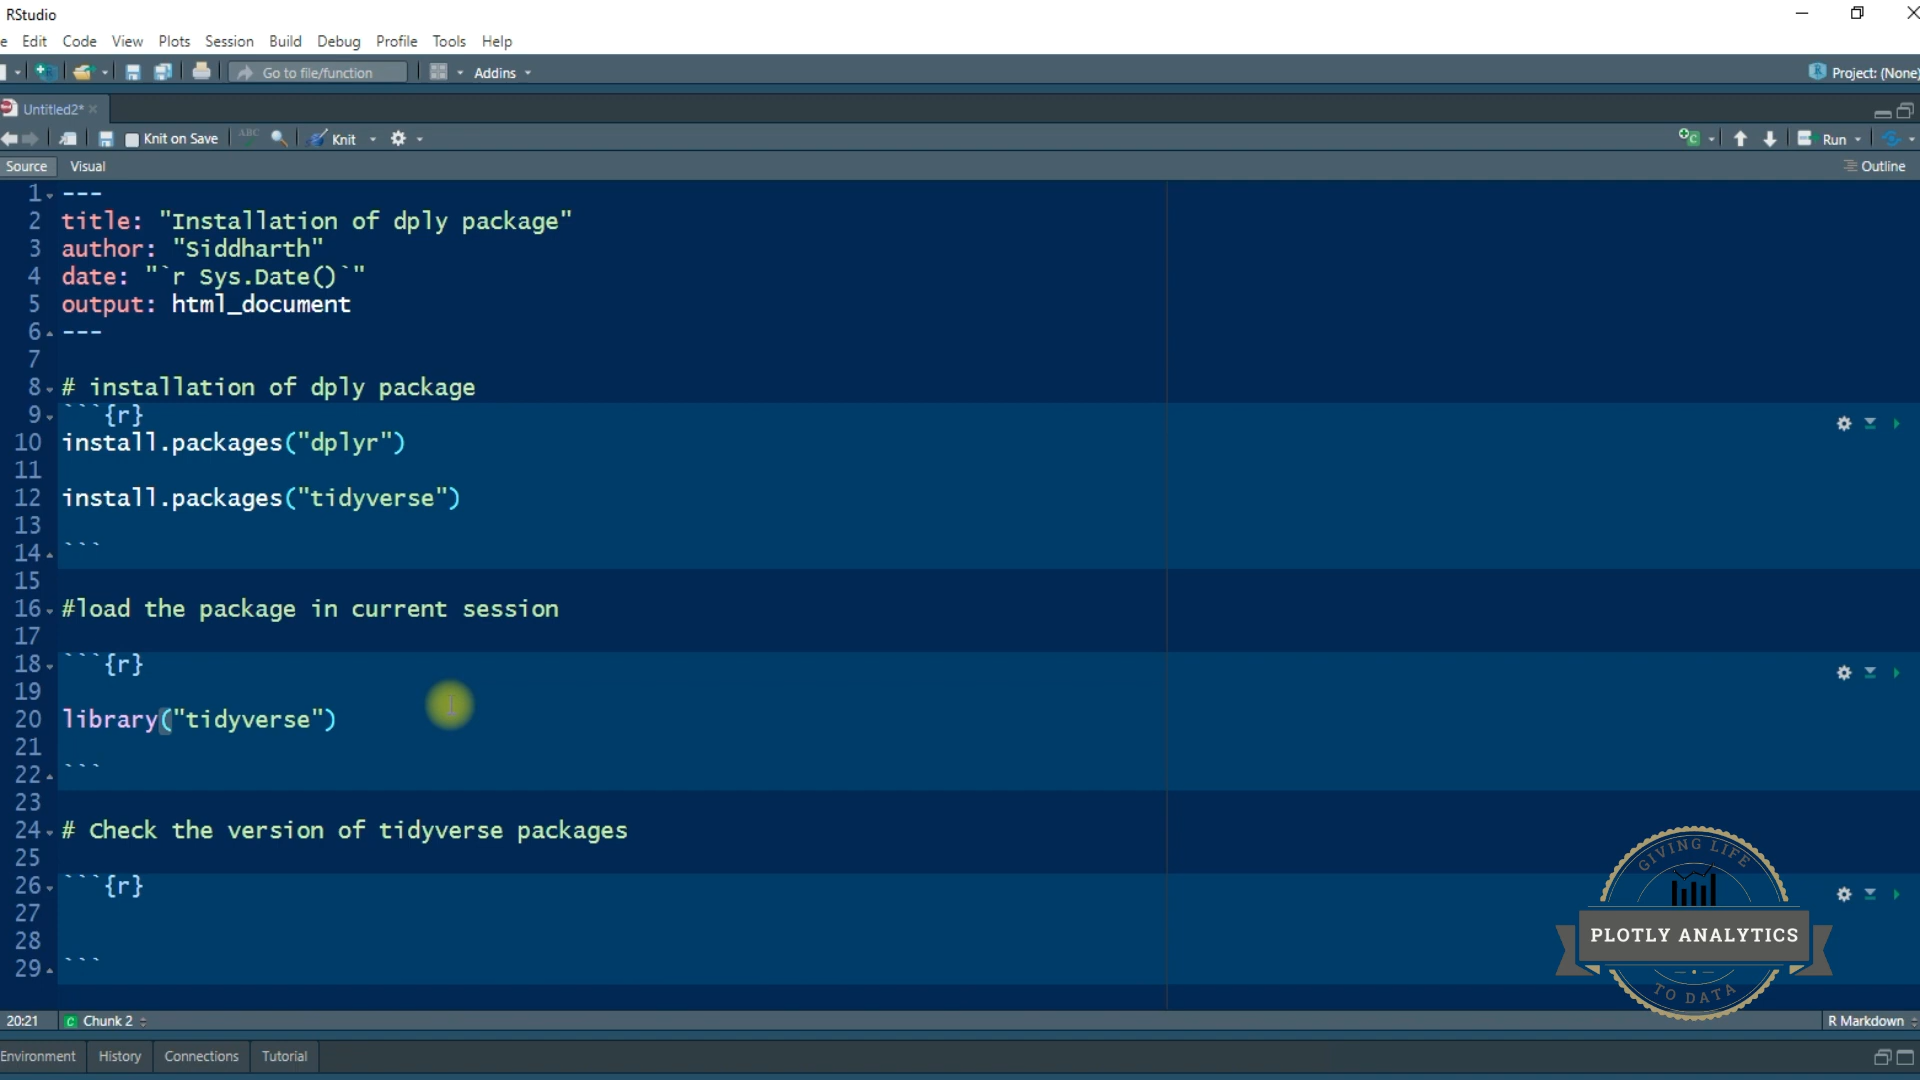 RStudio
e Edit Code View Plots Session Build Debug Profile Tools Help
Go to file/function Addins Project: (None)
Untitled2*
Knit on Save ABC Knit Run
Source Visual Outline
1 ---
2 title: "Installation of dply package"
3 author: "Siddharth"
4 date: "`r Sys.Date()`"
5 output: html_document
6 ---
7
8 # installation of dply package
9 ```{r}
10 install.packages("dplyr")
11
12 install.packages("tidyverse")
13
14 ```
15
16 #load the package in current session
17
18 ```{r}
19
20 library("tidyverse")
21
22 ```
23
24 # Check the version of tidyverse packages
25
26 ```{r}
27
28
29 ```
GIVING LIFE
PLOTLY ANALYTICS
TO DATA
20:21 C Chunk 2 R Markdown
Environment History Connections Tutorial